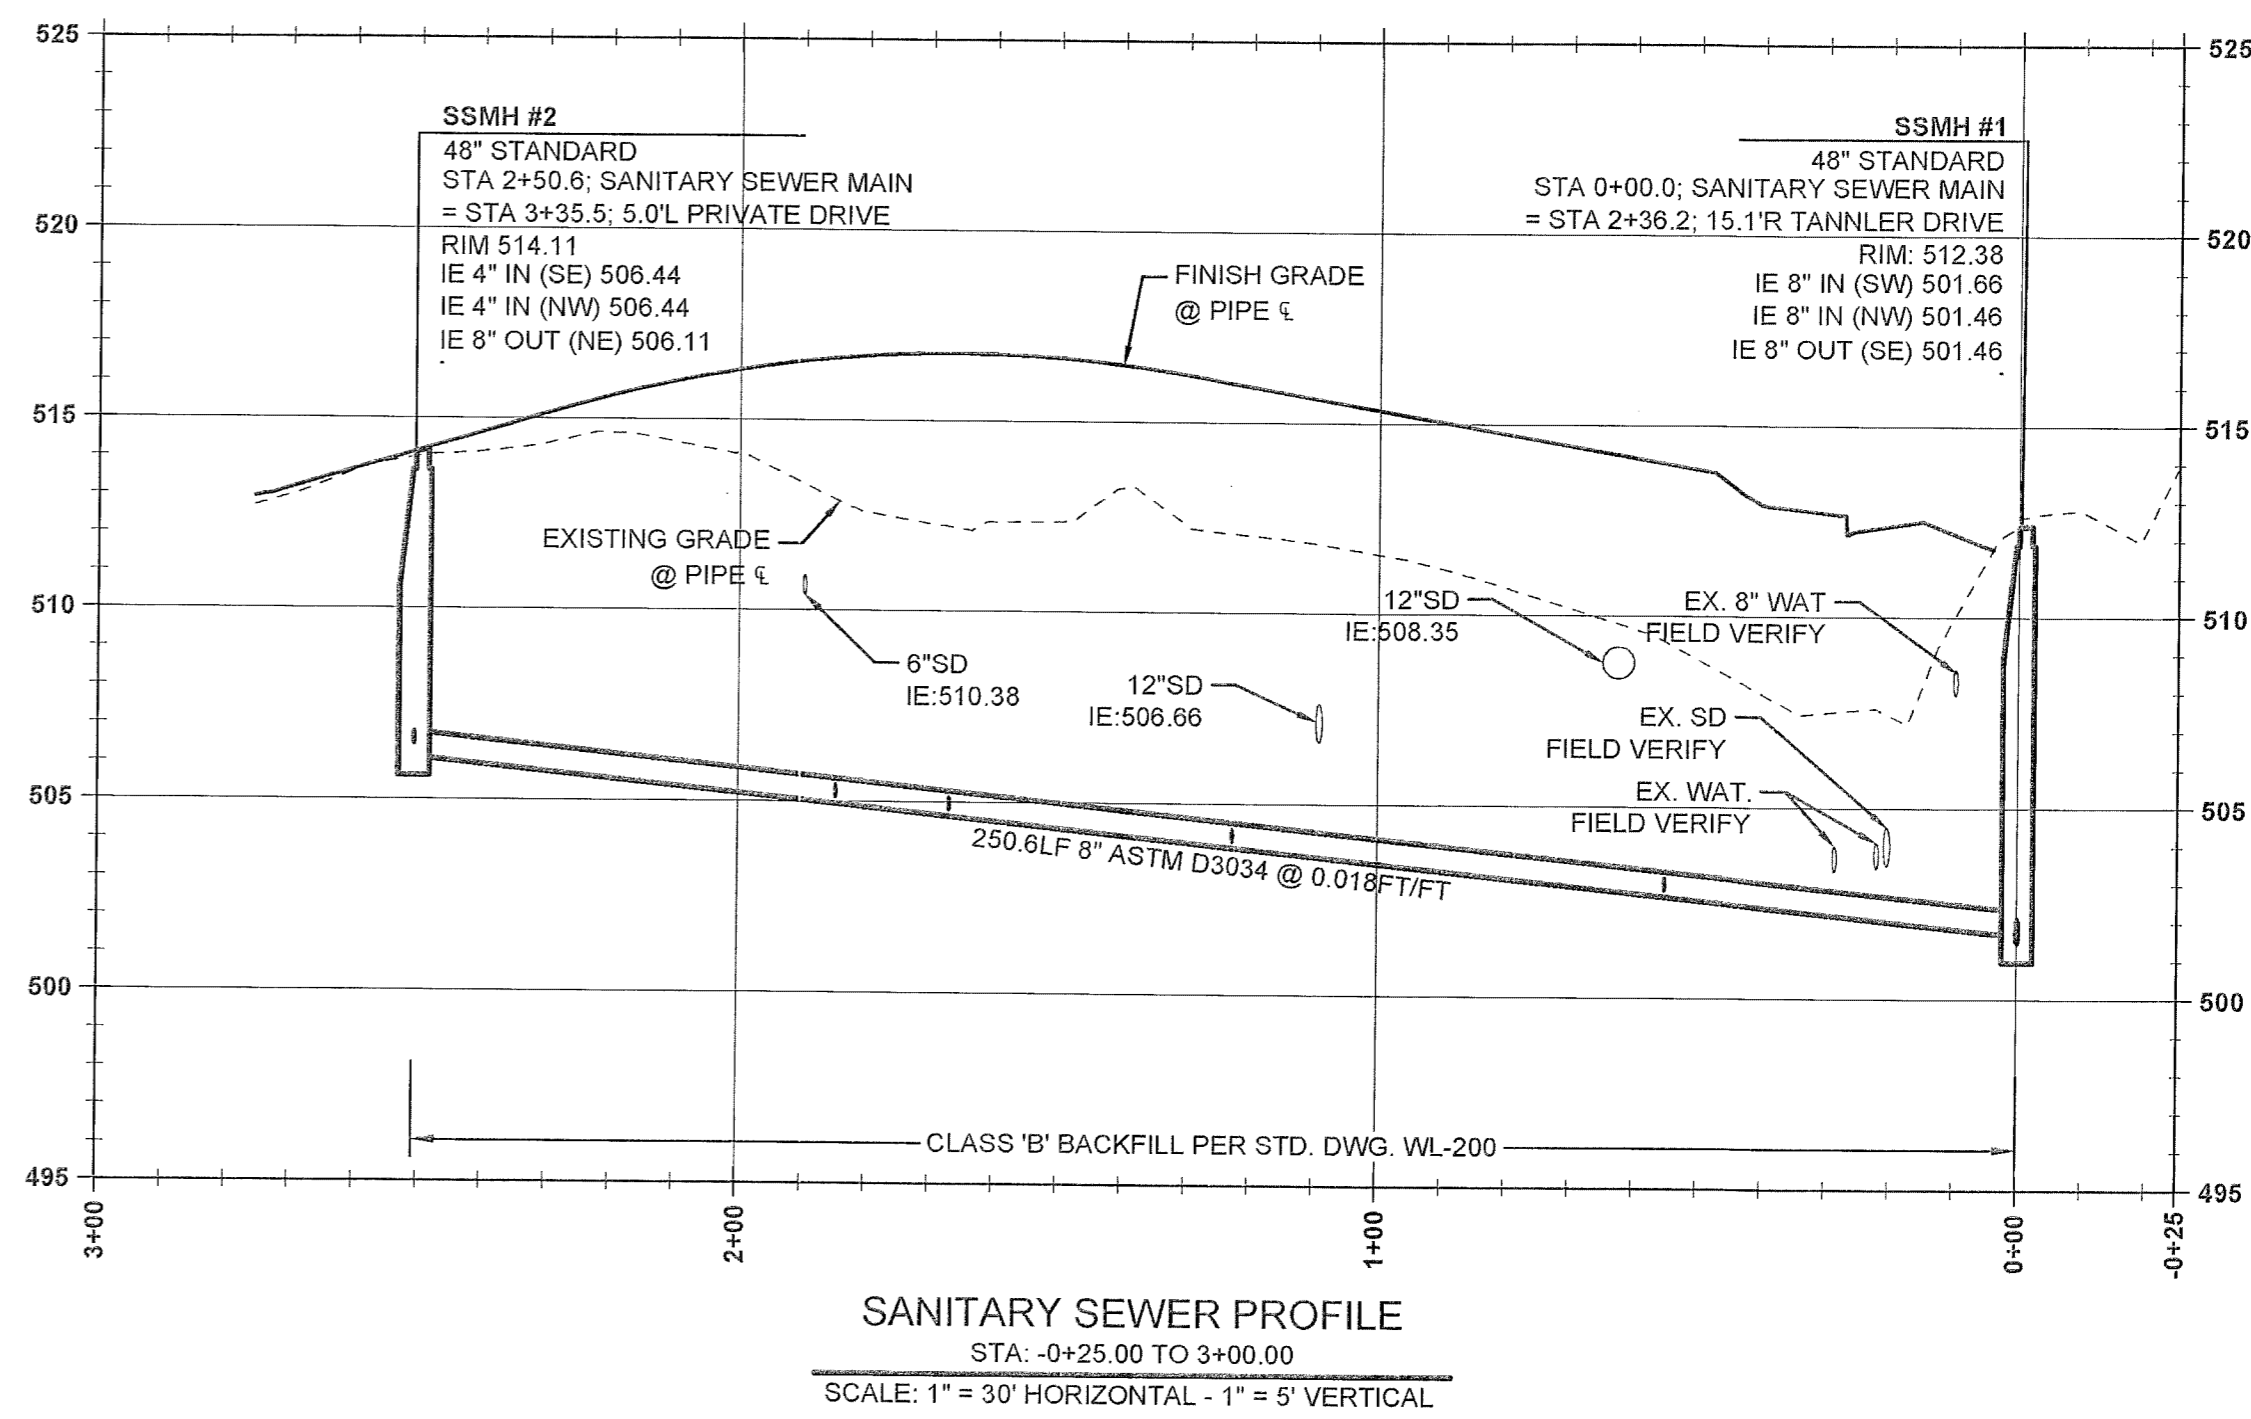 525
525
SSMH #2
48" STANDARD
STA 2+50.6; SANITARY SEWER MAIN
= STA 3+35.5; 5.0'L PRIVATE DRIVE
RIM 514.11
IE 4" IN (SE) 506.44
IE 4" IN (NW) 506.44
IE 8" OUT (NE) 506.11
SSMH #1
48" STANDARD
STA 0+00.0; SANITARY SEWER MAIN
= STA 2+36.2; 15.1'R TANNLER DRIVE
RIM: 512.38
IE 8" IN (SW) 501.66
IE 8" IN (NW) 501.46
IE 8" OUT (SE) 501.46
520
520
FINISH GRADE
@ PIPE ℄
515
515
EXISTING GRADE
@ PIPE ℄
510
510
12"SD
IE:508.35
EX. 8" WAT
FIELD VERIFY
6"SD
IE:510.38
12"SD
IE:506.66
EX. SD
FIELD VERIFY
EX. WAT.
FIELD VERIFY
505
505
250.6LF 8" ASTM D3034 @ 0.018FT/FT
500
500
CLASS 'B' BACKFILL PER STD. DWG. WL-200
495
495
3+00
2+00
1+00
0+00
-0+25
SANITARY SEWER PROFILE
STA: -0+25.00 TO 3+00.00
SCALE: 1" = 30' HORIZONTAL - 1" = 5' VERTICAL